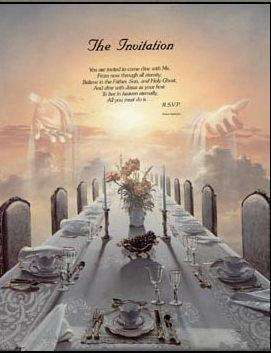 The Invitation
You are invited to come dine with Me,
From now through all eternity.
Believe in the Father, Son, and Holy Ghost,
And dine with Jesus as your host
To live in heaven eternally,
All you must do is...
R.S.V.P.